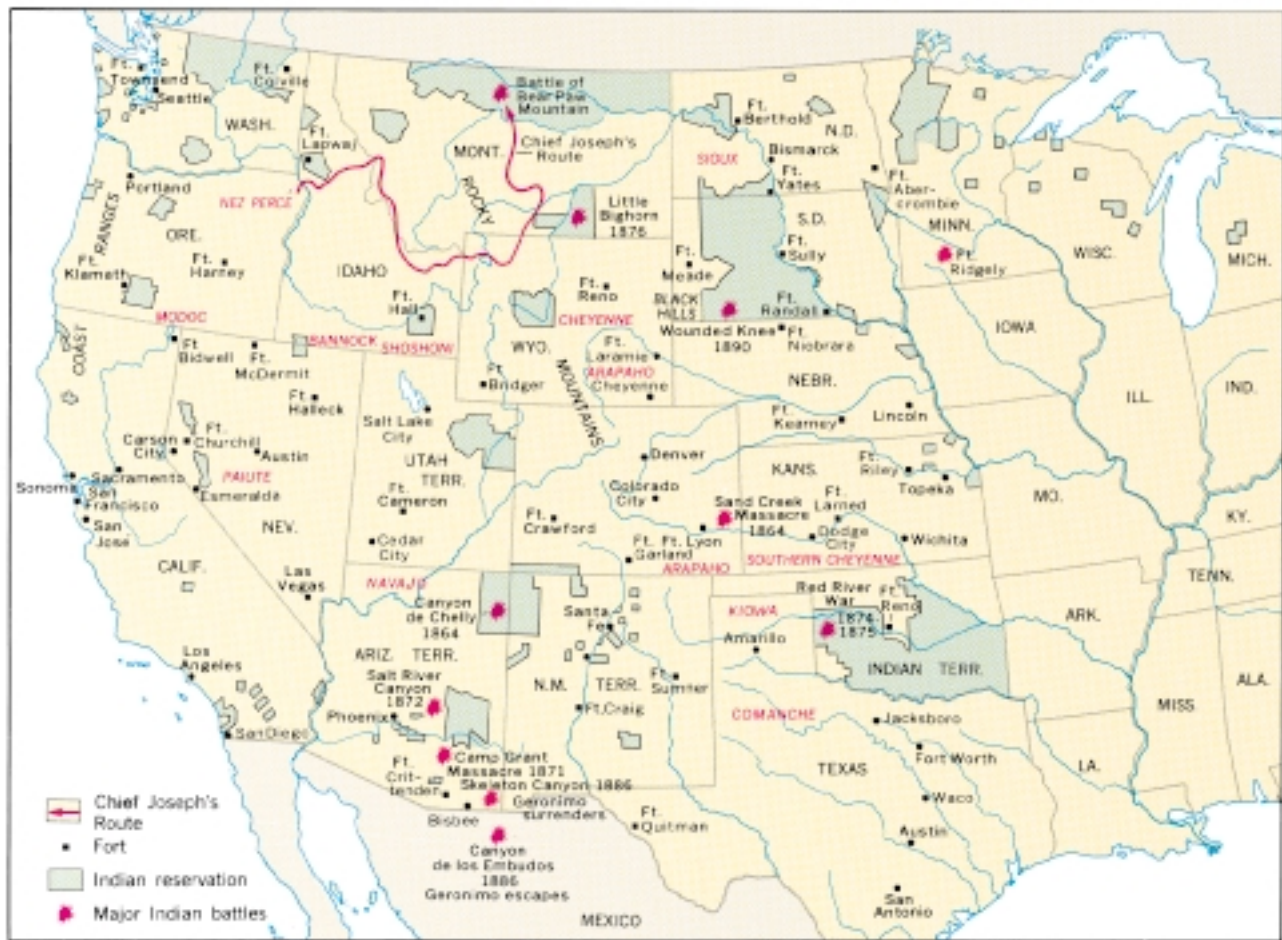 Ft.
Townsend
Seattle
Ft.
Colville
WASH.
Ft.
Lapwai
Battle of
Bear Paw
Mountain
MONT.
Chief Joseph's
Route
Ft.
Berthold
N.D.
SIOUX
Bismarck
Ft.
Yates
Ft.
Aber-
crombie
MINN.
Portland
NEZ PERCE
ROCKY
Little
Bighorn
1876
S.D.
Ft.
Sully
Ft.
Ridgely
WISC.
MICH.
RANGES
ORE.
Ft.
Klamath
Ft.
Harney
IDAHO
Ft.
Hall
Ft.
Reno
Ft.
Meade
BLACK
HILLS
Ft.
Randall
MODOC
BANNOCK
SHOSHONI
CHEYENNE
Wounded Knee
1890
Ft.
Niobrara
IOWA
COAST
Ft.
Bidwell
Ft.
McDermit
WYO.
Ft.
Laramie
ARAPAHO
Cheyenne
NEBR.
Ft.
Bridger
MOUNTAINS
Ft.
Halleck
Salt Lake
City
Ft.
Kearney
Lincoln
ILL.
IND.
Carson
City
Ft.
Churchill
Austin
UTAH
TERR.
Denver
KANS.
Ft.
Riley
Topeka
Sonoma
Sacramento
San
Francisco
PAIUTE
Esmeralda
Ft.
Cameron
Colorado
City
Sand Creek
Massacre
1864
Ft.
Larned
MO.
San
José
NEV.
Cedar
City
Ft.
Crawford
Ft.
Garland
Ft. Lyon
Dodge
City
Wichita
KY.
CALIF.
Las
Vegas
NAVAJO
ARAPAHO
SOUTHERN CHEYENNE
TENN.
Canyon
de Chelly
1864
Santa
Fe
KIOWA
Red River
War
1874-
1875
Ft.
Reno
ARK.
Amarillo
Los
Angeles
ARIZ. TERR.
Salt River
Canyon
1872
N.M. TERR.
Ft.
Sumner
INDIAN TERR.
MISS.
ALA.
Phoenix
Ft. Craig
COMANCHE
Jacksboro
San Diego
Camp Grant
Massacre 1871
Fort Worth
Ft.
Crit-
tender
Skeleton Canyon 1886
Geronimo
surrenders
TEXAS
LA.
Bisbee
Ft.
Quitman
Waco
Canyon
de los Embudos
1886
Geronimo escapes
Austin
San
Antonio
MEXICO
Chief Joseph's
Route
Fort
Indian reservation
Major Indian battles